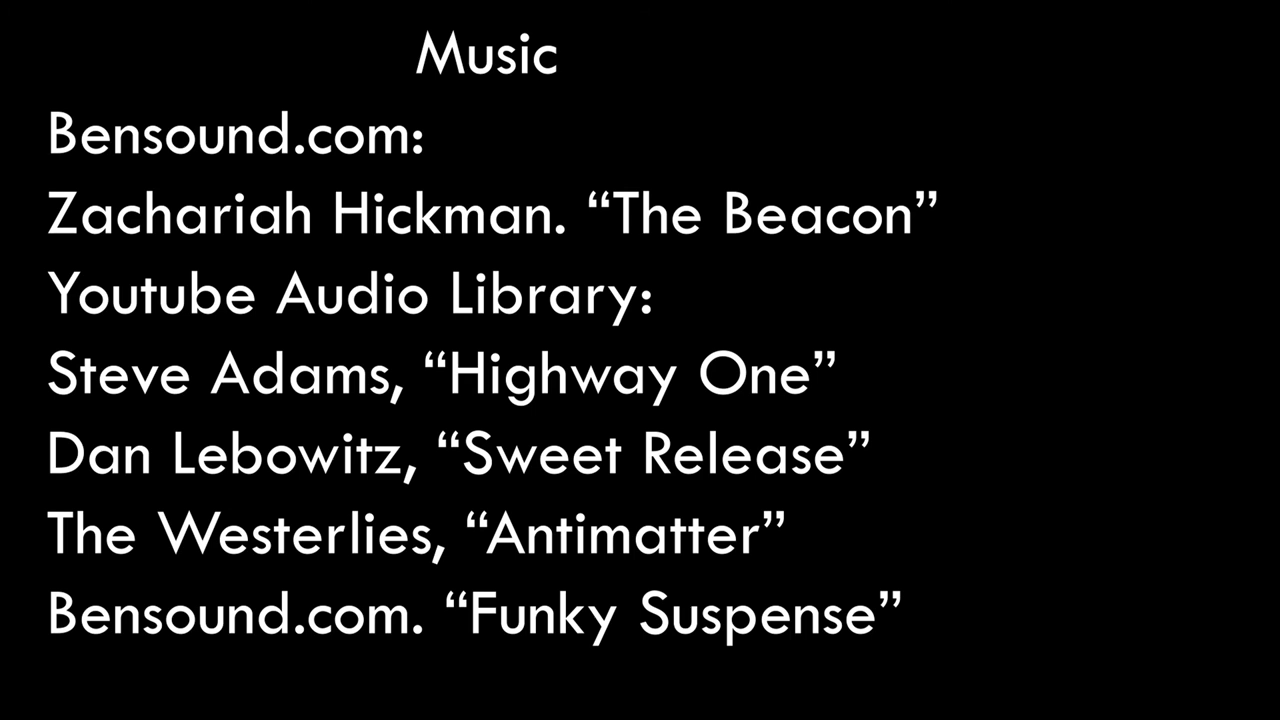 Music
Bensound.com:
Zachariah Hickman. “The Beacon”
Youtube Audio Library:
Steve Adams, “Highway One”
Dan Lebowitz, “Sweet Release”
The Westerlies, “Antimatter”
Bensound.com. “Funky Suspense”